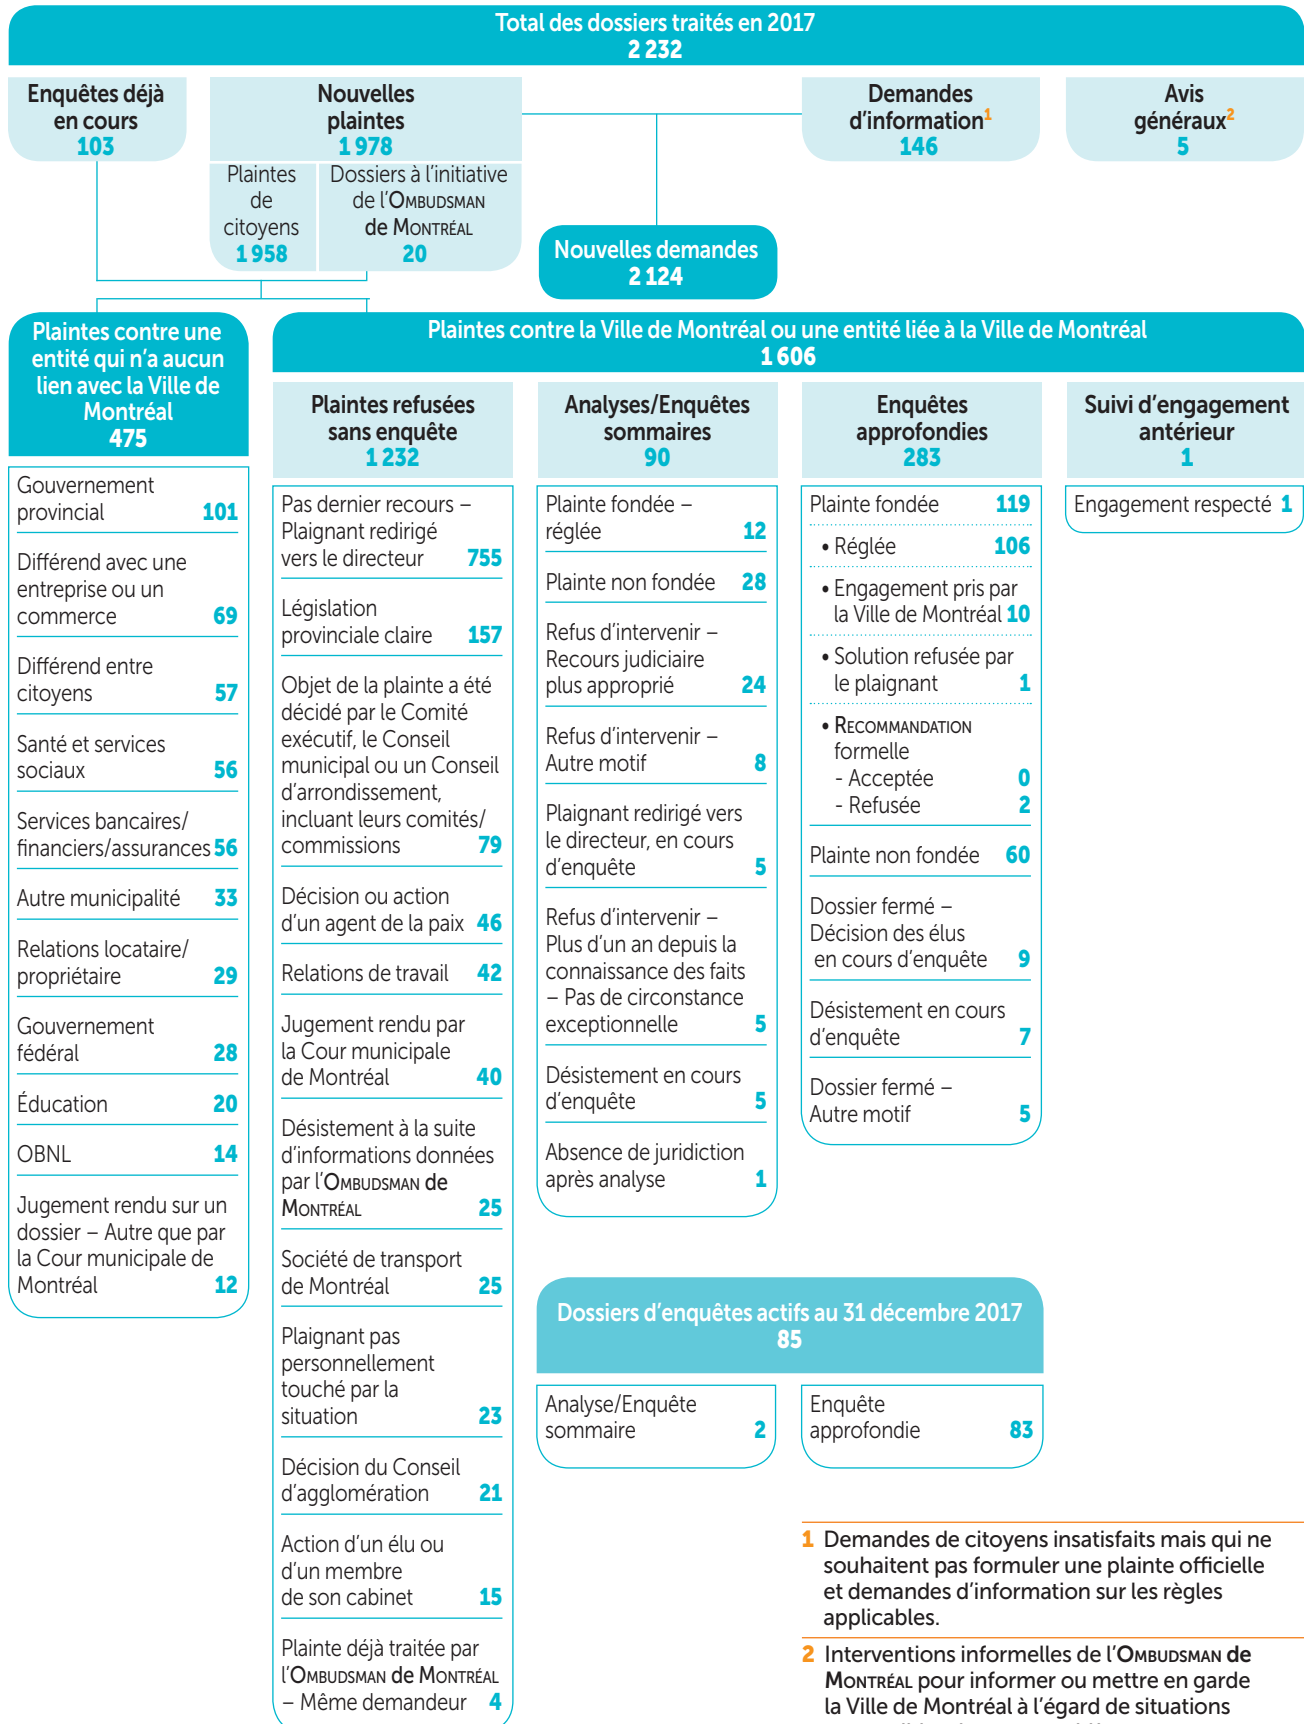 Total des dossiers traités en 2017
2 232
Enquêtes déjà
en cours
103
Nouvelles
plaintes
1 978
Plaintes
de
citoyens
1 958
Dossiers à l'initiative
de l'OMBUDSMAN
de MONTRÉAL
20
Demandes
d'information1
146
Avis
généraux2
5
Nouvelles demandes
2 124
Plaintes contre une
entité qui n'a aucun
lien avec la Ville de
Montréal
475
Gouvernement
provincial 101
Différend avec une
entreprise ou un
commerce 69
Différend entre
citoyens 57
Santé et services
sociaux 56
Services bancaires/
financiers/assurances 56
Autre municipalité 33
Relations locataire/
propriétaire 29
Gouvernement
fédéral 28
Éducation 20
OBNL 14
Jugement rendu sur un
dossier – Autre que par
la Cour municipale de
Montréal 12
Plaintes contre la Ville de Montréal ou une entité liée à la Ville de Montréal
1 606
Plaintes refusées
sans enquête
1 232
Pas dernier recours –
Plaignant redirigé
vers le directeur 755
Législation
provinciale claire 157
Objet de la plainte a été
décidé par le Comité
exécutif, le Conseil
municipal ou un Conseil
d'arrondissement,
incluant leurs comités/
commissions 79
Décision ou action
d'un agent de la paix 46
Relations de travail 42
Jugement rendu par
la Cour municipale
de Montréal 40
Désistement à la suite
d'informations données
par l'OMBUDSMAN de
MONTRÉAL 25
Société de transport
de Montréal 25
Plaignant pas
personnellement
touché par la
situation 23
Décision du Conseil
d'agglomération 21
Action d'un élu ou
d'un membre
de son cabinet 15
Plainte déjà traitée par
l'OMBUDSMAN de MONTRÉAL
– Même demandeur 4
Analyses/Enquêtes
sommaires
90
Plainte fondée –
réglée 12
Plainte non fondée 28
Refus d'intervenir –
Recours judiciaire
plus approprié 24
Refus d'intervenir –
Autre motif 8
Plaignant redirigé vers
le directeur, en cours
d'enquête 5
Refus d'intervenir –
Plus d'un an depuis la
connaissance des faits
– Pas de circonstance
exceptionnelle 5
Désistement en cours
d'enquête 5
Absence de juridiction
après analyse 1
Enquêtes
approfondies
283
Plainte fondée 119
• Réglée 106
• Engagement pris par
la Ville de Montréal 10
• Solution refusée par
le plaignant 1
• RECOMMANDATION
formelle
- Acceptée 0
- Refusée 2
Plainte non fondée 60
Dossier fermé –
Décision des élus
en cours d'enquête 9
Désistement en cours
d'enquête 7
Dossier fermé –
Autre motif 5
Suivi d'engagement
antérieur
1
Engagement respecté 1
Dossiers d'enquêtes actifs au 31 décembre 2017
85
Analyse/Enquête
sommaire 2
Enquête
approfondie 83
1 Demandes de citoyens insatisfaits mais qui ne
souhaitent pas formuler une plainte officielle
et demandes d'information sur les règles
applicables.
2 Interventions informelles de l'OMBUDSMAN de
MONTRÉAL pour informer ou mettre en garde
la Ville de Montréal à l'égard de situations